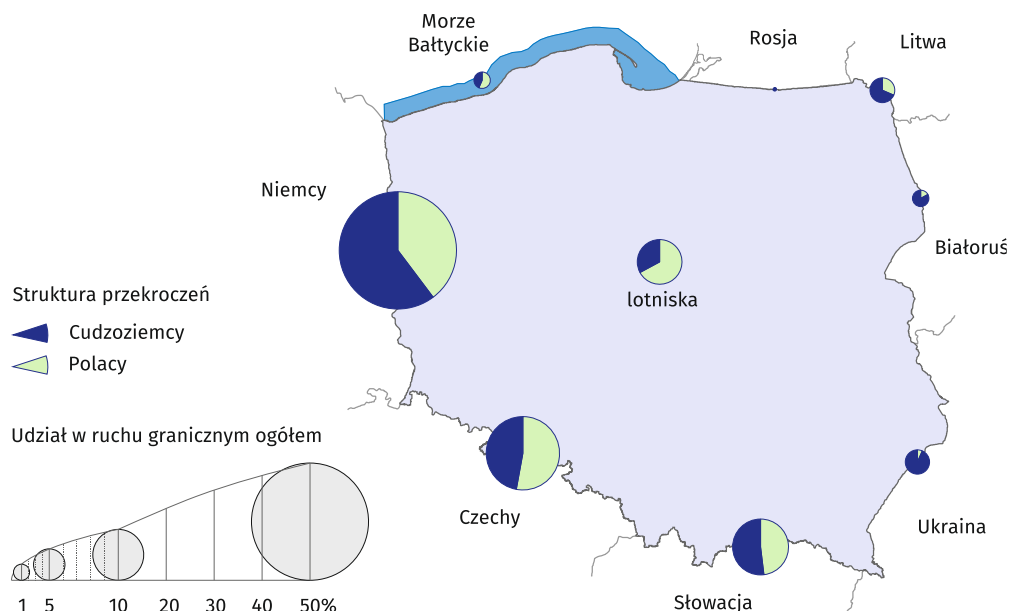 Morze
Bałtyckie
Rosja
Litwa
Niemcy
Białoruś
lotniska
Struktura przekroczeń
Cudzoziemcy
Polacy
Udział w ruchu granicznym ogółem
Czechy
Ukraina
Słowacja
1 5 10 20 30 40 50%